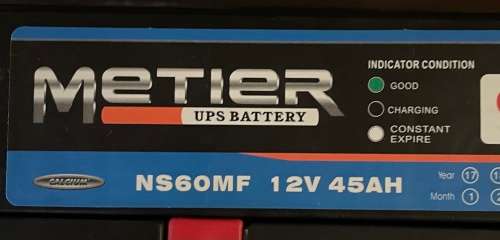 METIER
UPS BATTERY
INDICATOR CONDITION
GOOD
CHARGING
CONSTANT
EXPIRE
CALCIUM
NS60MF 12V 45AH
Year 17
Month 1